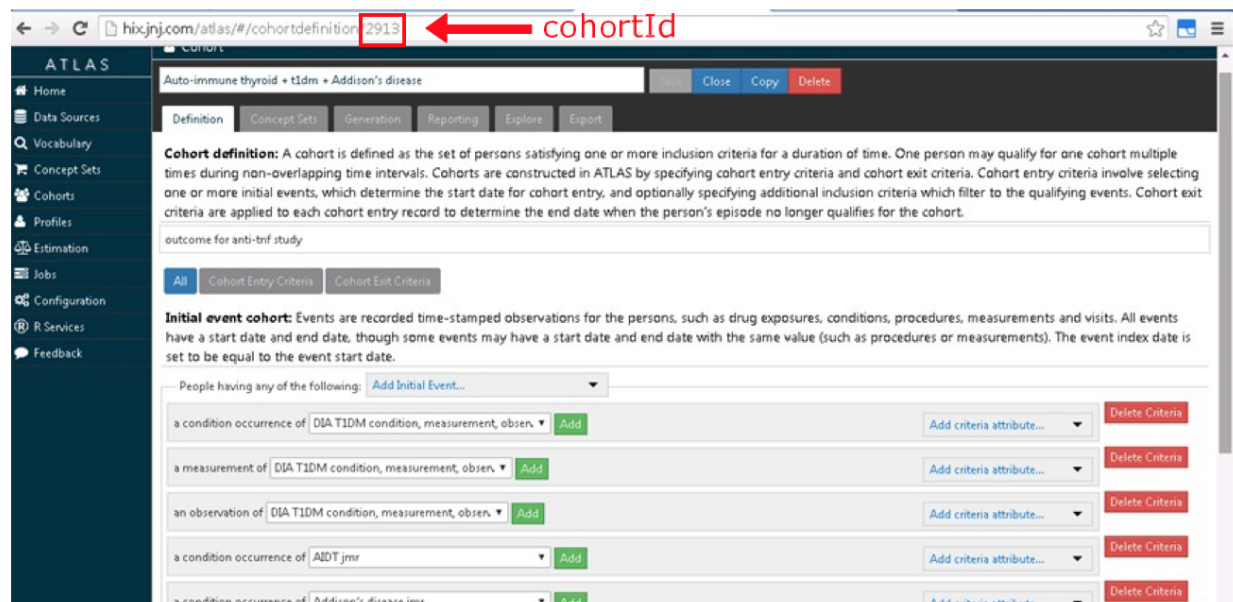 hix.jnj.com/atlas/#/cohortdefinition/2913
cohortId
ATLAS
Home
Data Sources
Vocabulary
Concept Sets
Cohorts
Profiles
Estimation
Jobs
Configuration
R Services
Feedback
Cohort
Auto-immune thyroid + t1dm + Addison's disease
Save Close Copy Delete
Definition Concept Sets Generation Reporting Explore Export
Cohort definition: A cohort is defined as the set of persons satisfying one or more inclusion criteria for a duration of time. One person may qualify for one cohort multiple
times during non-overlapping time intervals. Cohorts are constructed in ATLAS by specifying cohort entry criteria and cohort exit criteria. Cohort entry criteria involve selecting
one or more initial events, which determine the start date for cohort entry, and optionally specifying additional inclusion criteria which filter to the qualifying events. Cohort exit
criteria are applied to each cohort entry record to determine the end date when the person's episode no longer qualifies for the cohort.
outcome for anti-tnf study
All Cohort Entry Criteria Cohort Exit Criteria
Initial event cohort: Events are recorded time-stamped observations for the persons, such as drug exposures, conditions, procedures, measurements and visits. All events
have a start date and end date, though some events may have a start date and end date with the same value (such as procedures or measurements). The event index date is
set to be equal to the event start date.
People having any of the following: Add Initial Event...
a condition occurrence of DIA T1DM condition, measurement, obser. Add Add criteria attribute... Delete Criteria
a measurement of DIA T1DM condition, measurement, obser. Add Add criteria attribute... Delete Criteria
an observation of DIA T1DM condition, measurement, obser. Add Add criteria attribute... Delete Criteria
a condition occurrence of AIDT jmr Add Add criteria attribute... Delete Criteria
a condition occurrence of Addison's disease jmr Add Add criteria attribute... Delete Criteria